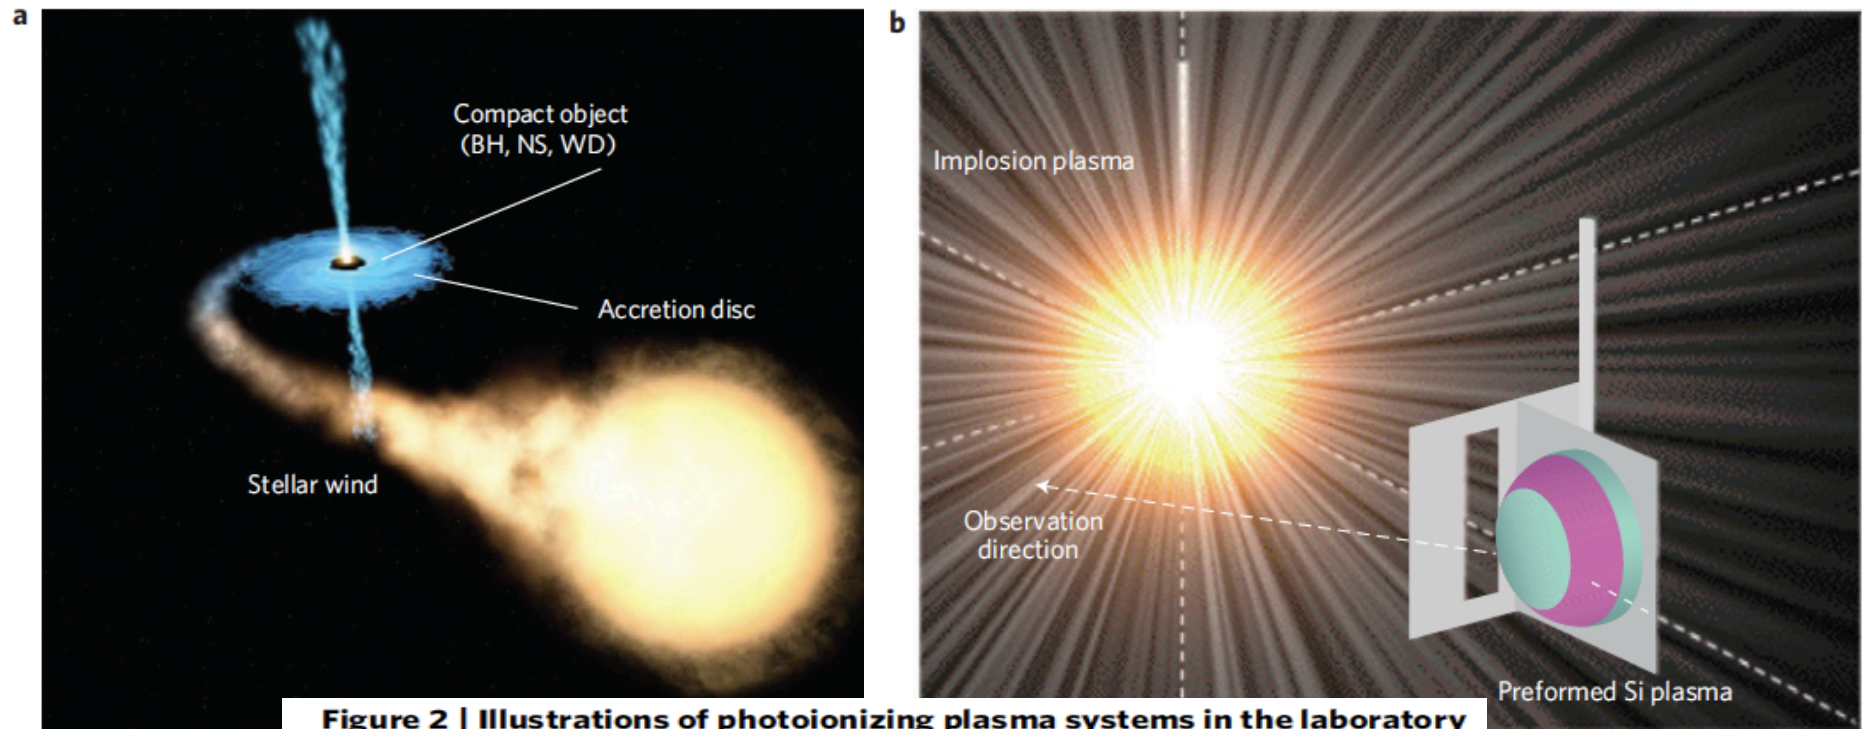 a
Compact object
(BH, NS, WD)
Accretion disc
Stellar wind
b
Implosion plasma
Observation
direction
Preformed Si plasma
Figure 2 | Illustrations of photoionizing plasma systems in the laboratory